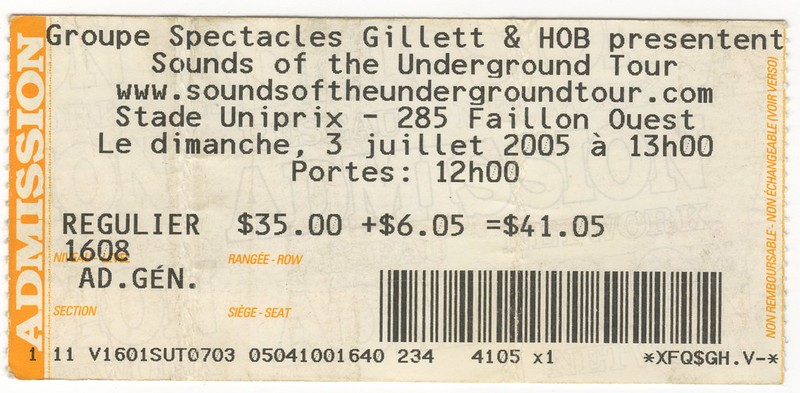 ADMISSION
Groupe Spectacles Gillett & HOB presentent
Sounds of the Underground Tour
www.soundsoftheundergroundtour.com
Stade Uniprix - 285 Faillon Ouest
Le dimanche, 3 juillet 2005 à 13h00
Portes: 12h00
REGULIER $35.00 +$6.05 =$41.05
1608
RANGÉE - ROW
AD.GÉN.
SECTION SIÈGE - SEAT
1 11 V1601SUT0703 05041001640 234 4105 x1 *XFQ$GH.V-*
NON REMBOURSABLE - NON ÉCHANGEABLE (VOIR VERSO)